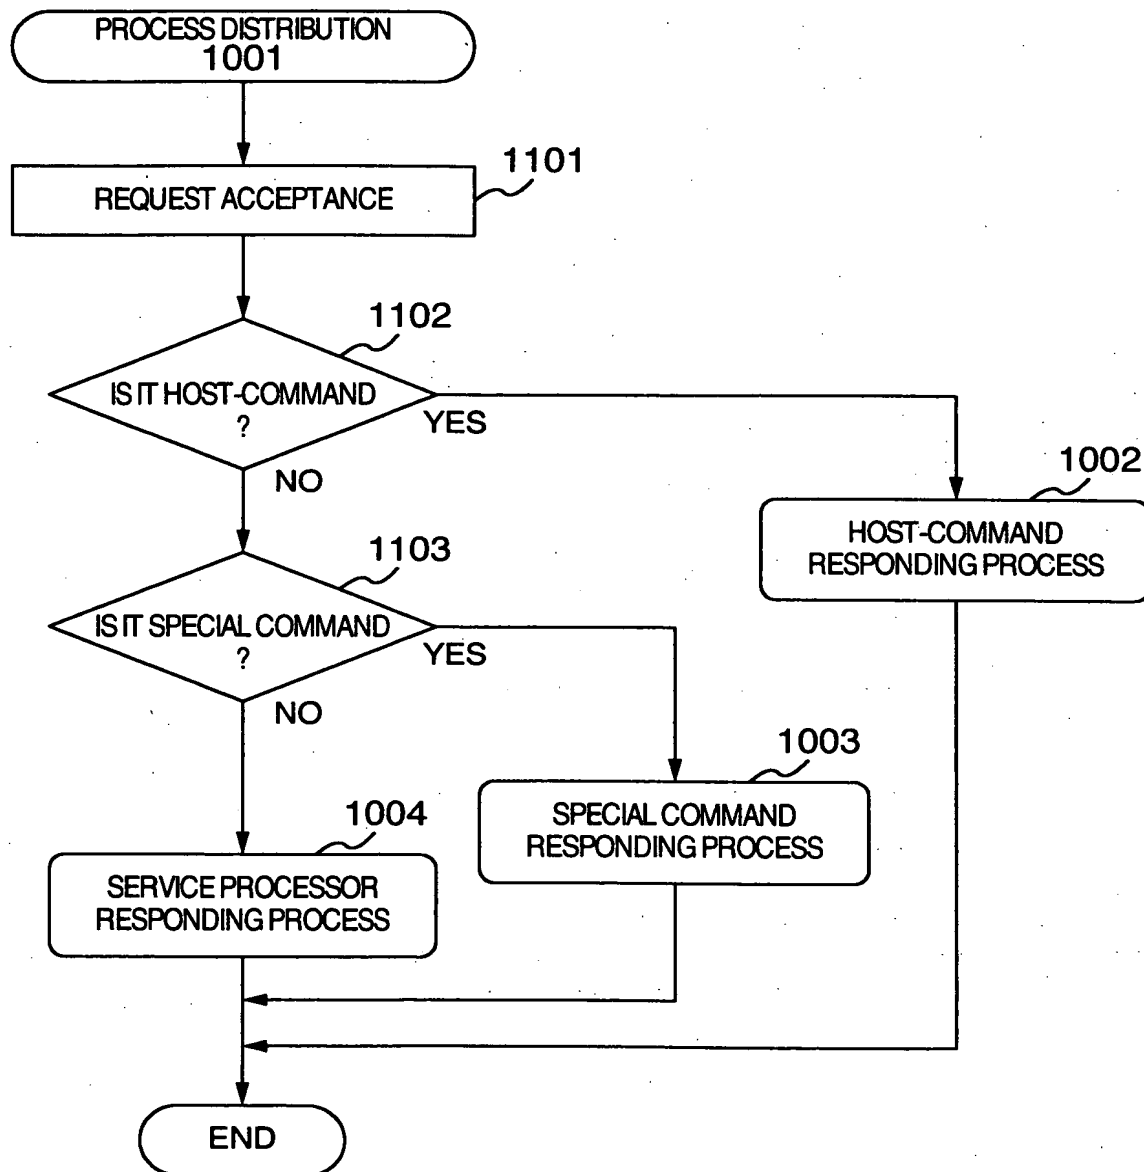 PROCESS DISTRIBUTION
1001
1101
REQUEST ACCEPTANCE
1102
IS IT HOST-COMMAND
?
YES
NO
1002
HOST-COMMAND
RESPONDING PROCESS
1103
IS IT SPECIAL COMMAND
?
YES
NO
1003
SPECIAL COMMAND
RESPONDING PROCESS
1004
SERVICE PROCESSOR
RESPONDING PROCESS
END